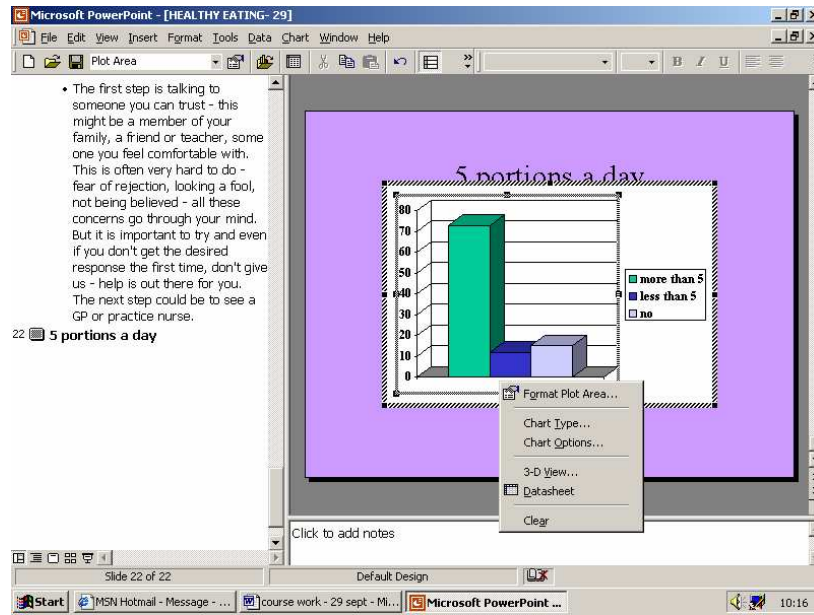 Microsoft PowerPoint - [HEALTHY EATING- 29]
File Edit View Insert Format Tools Data Chart Window Help
Plot Area
B I U
• The first step is talking to
someone you can trust - this
might be a member of your
family, a friend or teacher, some
one you feel comfortable with.
This is often very hard to do -
fear of rejection, looking a fool,
not being believed - all these
concerns go through your mind.
But it is important to try and even
if you don't get the desired
response the first time, don't give
us - help is out there for you.
The next step could be to see a
GP or practice nurse.
22 5 portions a day
5 portions a day
80
70
60
50
40
30
20
10
0
more than 5
less than 5
no
Format Plot Area...
Chart Type...
Chart Options...
3-D View...
Datasheet
Clear
Click to add notes
Slide 22 of 22
Default Design
Start
MSN Hotmail - Message - ...
course work - 29 sept - Mi...
Microsoft PowerPoint ...
10:16